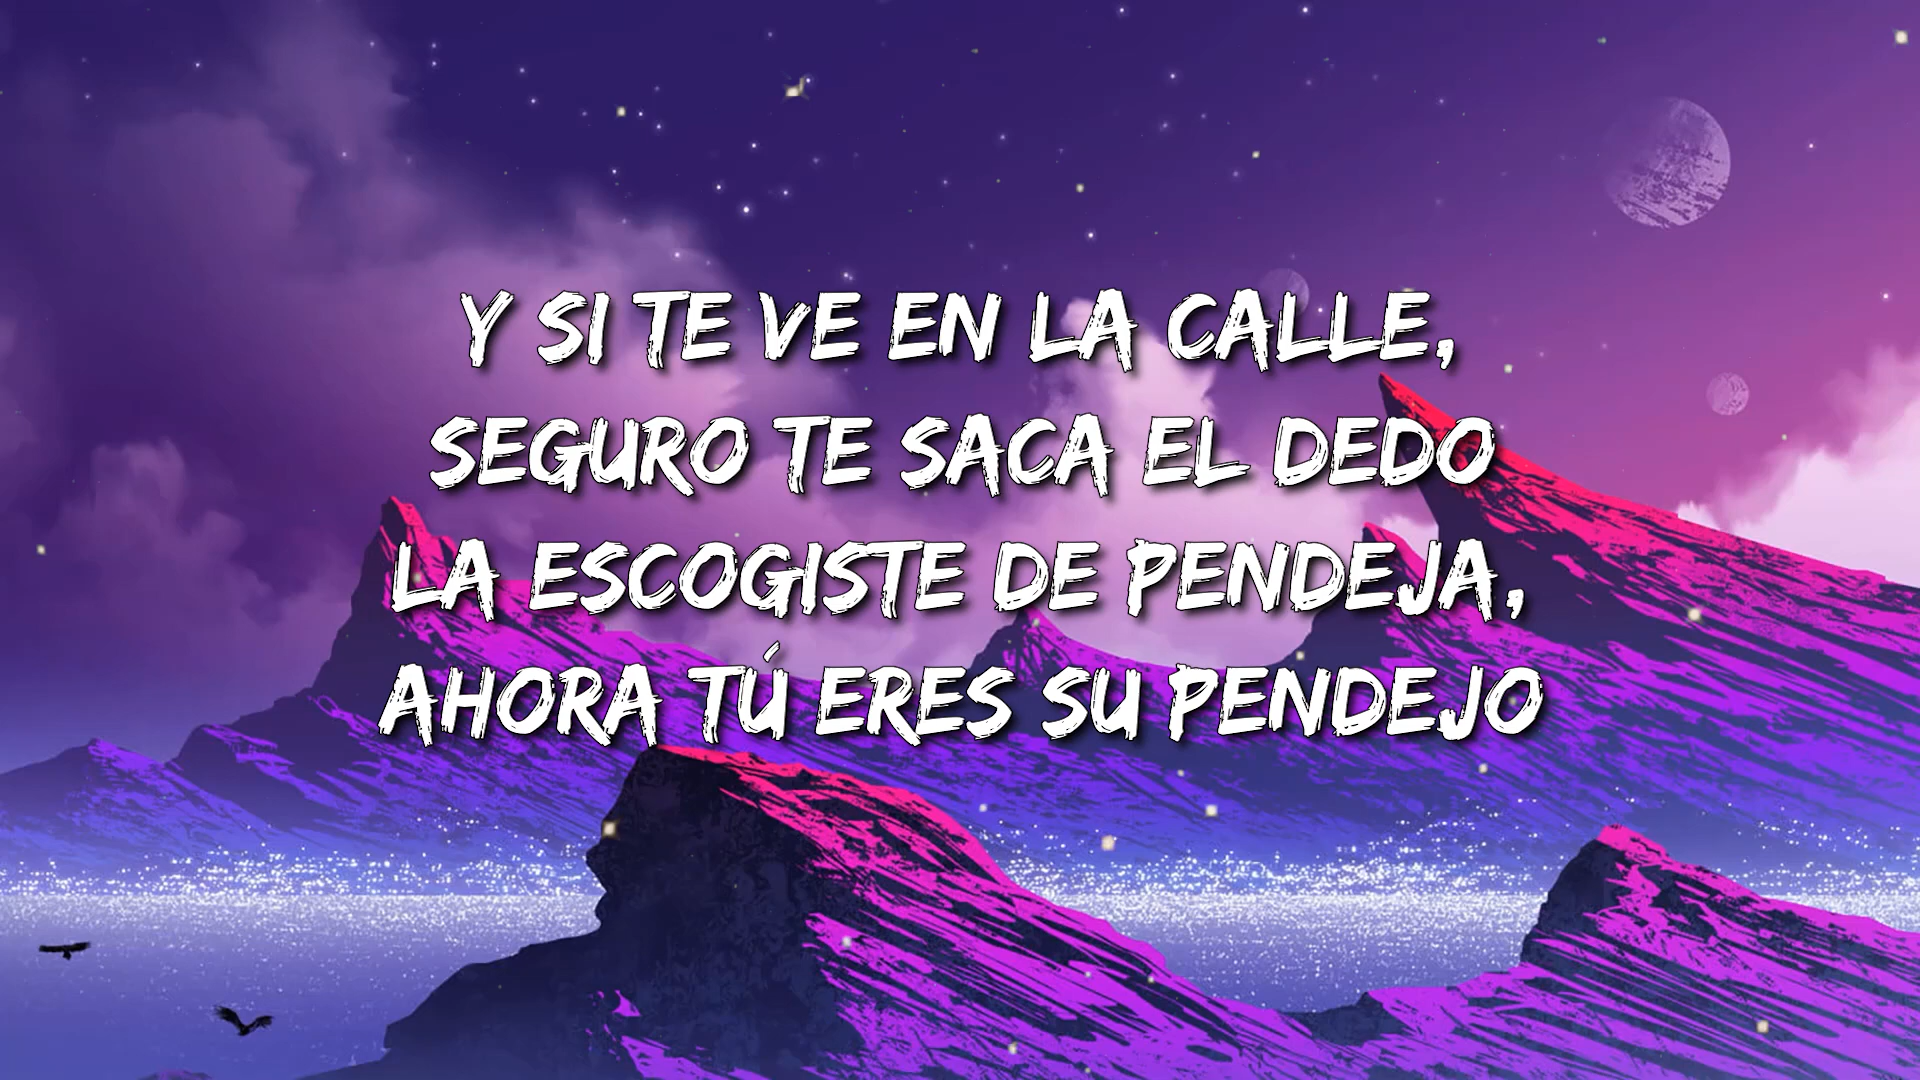 Y SI TE VE EN LA CALLE,
SEGURO TE SACA EL DEDO
LA ESCOGISTE DE PENDEJA,
AHORA TÚ ERES SU PENDEJO